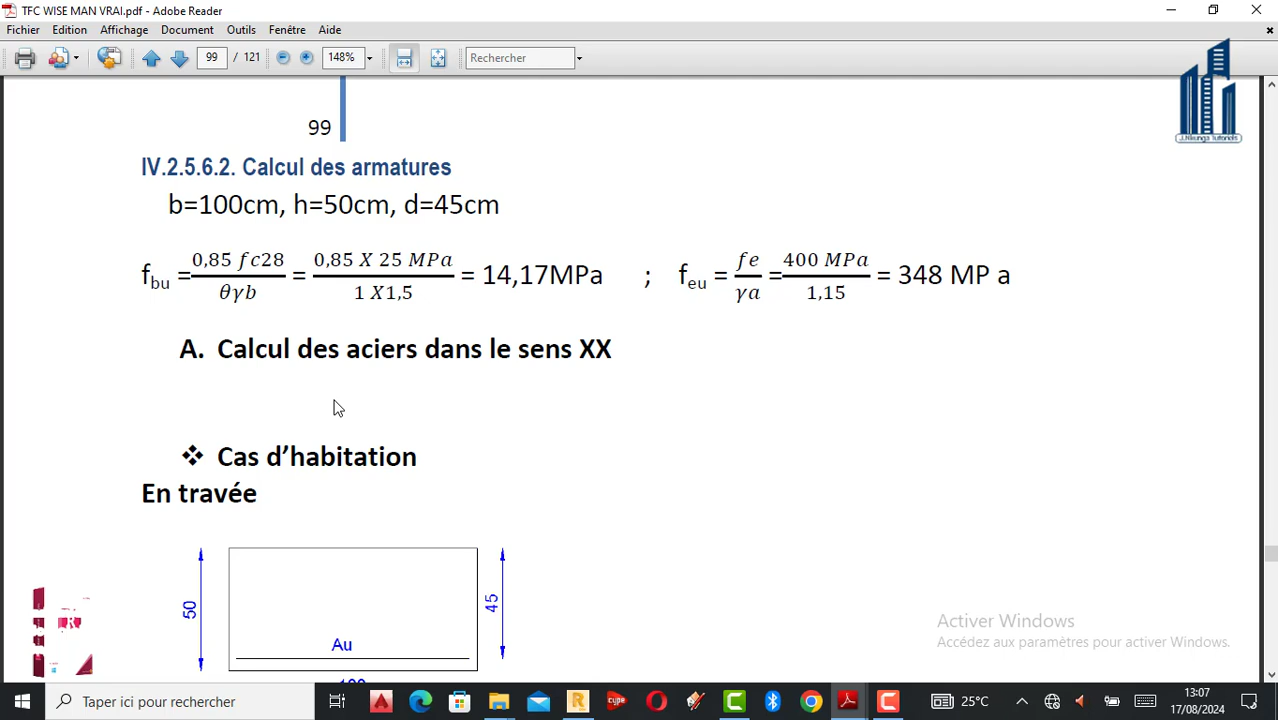 TFC WISE MAN VRAI.pdf - Adobe Reader
Fichier Edition Affichage Document Outils Fenêtre Aide
99 / 121 148% Rechercher
J.Nkunga Tutoriels
99
IV.2.5.6.2. Calcul des armatures
b=100cm, h=50cm, d=45cm
fbu = 0,85 fc28 / θγb = 0,85 X 25 MPa / 1 X1,5 = 14,17MPa ; feu = fe / γa = 400 MPa / 1,15 = 348 MP a
A. Calcul des aciers dans le sens XX
❖ Cas d’habitation
En travée
50
45
Au
100
Activer Windows
Accédez aux paramètres pour activer Windows.
Taper ici pour rechercher
25°C
13:07
17/08/2024